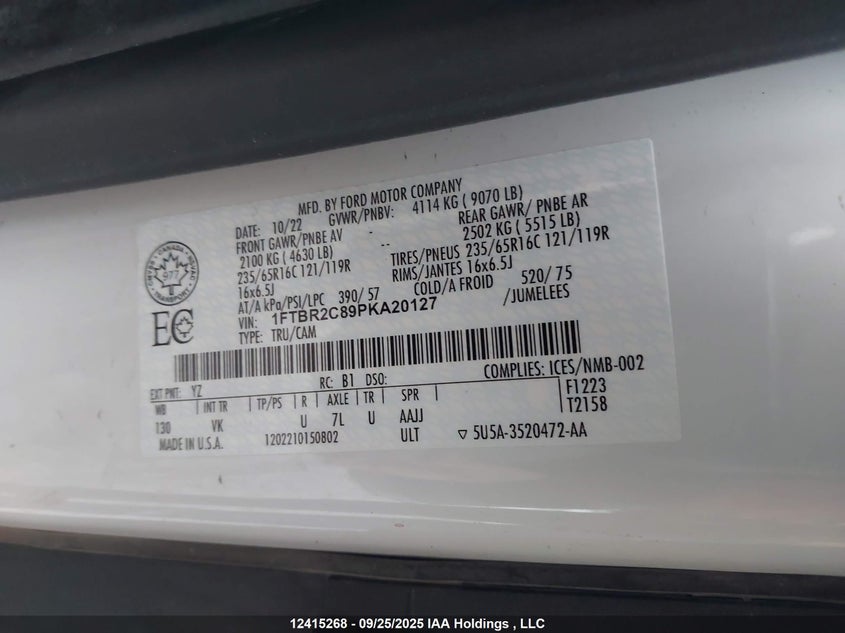 MFD. BY FORD MOTOR COMPANY
DATE: 10/22 GVWR/PNBV: 4114 KG ( 9070 LB)
FRONT GAWR/PNBE AV -- REAR GAWR/ PNBE AR
2100 KG ( 4630 LB) -- 2502 KG ( 5515 LB)
235/65R16C 121/119R TIRES/PNEUS 235/65R16C 121/119R
16x6.5J RIMS/JANTES 16x6.5J
AT/A kPa/PSI/LPC 390/ 57 COLD/A FROID 520/ 75
VIN: 1FTBR2C89PKA20127 /JUMELEES
TYPE: TRU/CAM
CANADA
TRANSPORT
977
EC
COMPLIES: ICES/NMB-002
EXT PNT: YZ RC: B1 DSO: F1223
WB INT TR TP/PS R AXLE TR SPR T2158
130 VK U 7L U AAJJ
MADE IN U.S.A. 1202210150802 ULT ▽ 5U5A-3520472-AA
12415268 - 09/25/2025 IAA Holdings , LLC